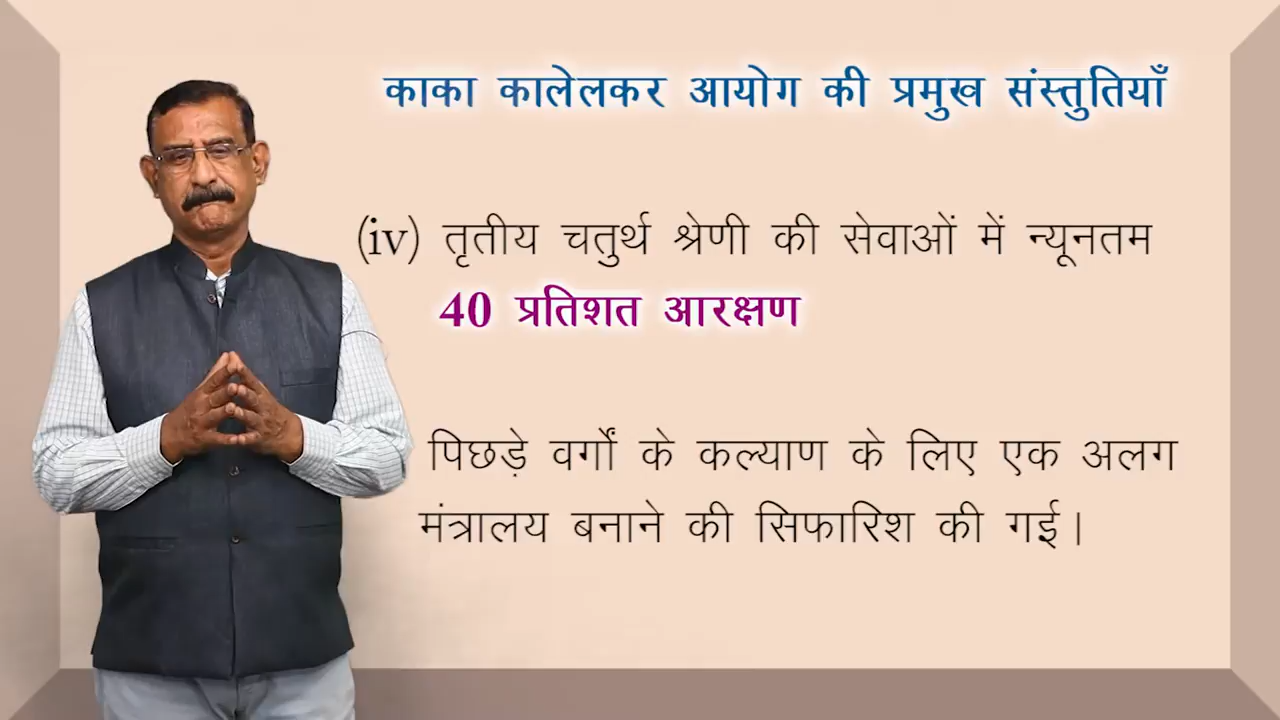 काका कालेलकर आयोग की प्रमुख संस्तुतियाँ
(iv) तृतीय चतुर्थ श्रेणी की सेवाओं में न्यूनतम
40 प्रतिशत आरक्षण
पिछड़े वर्गों के कल्याण के लिए एक अलग
मंत्रालय बनाने की सिफारिश की गई।